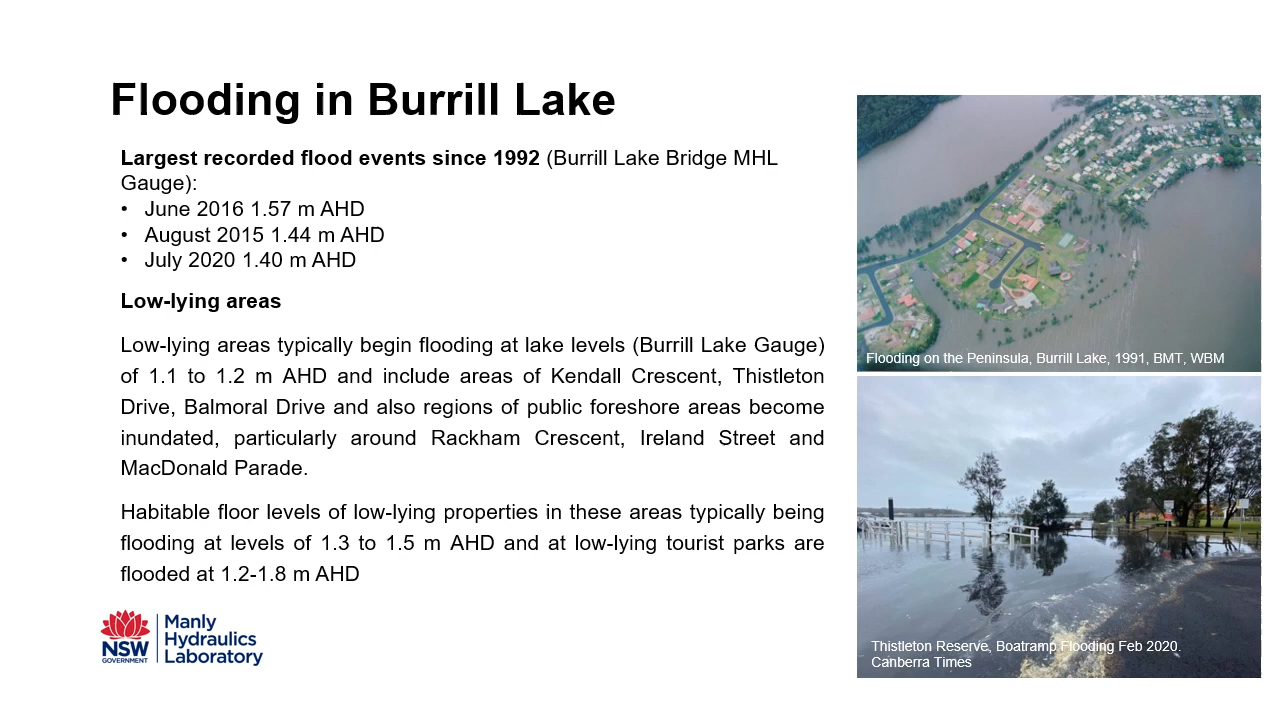 Flooding in Burrill Lake
Largest recorded flood events since 1992 (Burrill Lake Bridge MHL
Gauge):
• June 2016 1.57 m AHD
• August 2015 1.44 m AHD
• July 2020 1.40 m AHD
Low-lying areas
Low-lying areas typically begin flooding at lake levels (Burrill Lake Gauge)
of 1.1 to 1.2 m AHD and include areas of Kendall Crescent, Thistleton
Drive, Balmoral Drive and also regions of public foreshore areas become
inundated, particularly around Rackham Crescent, Ireland Street and
MacDonald Parade.
Habitable floor levels of low-lying properties in these areas typically being
flooding at levels of 1.3 to 1.5 m AHD and at low-lying tourist parks are
flooded at 1.2-1.8 m AHD
NSW
GOVERNMENT
Manly
Hydraulics
Laboratory
Flooding on the Peninsula, Burrill Lake, 1991, BMT, WBM
Thistleton Reserve, Boatramp Flooding Feb 2020.
Canberra Times